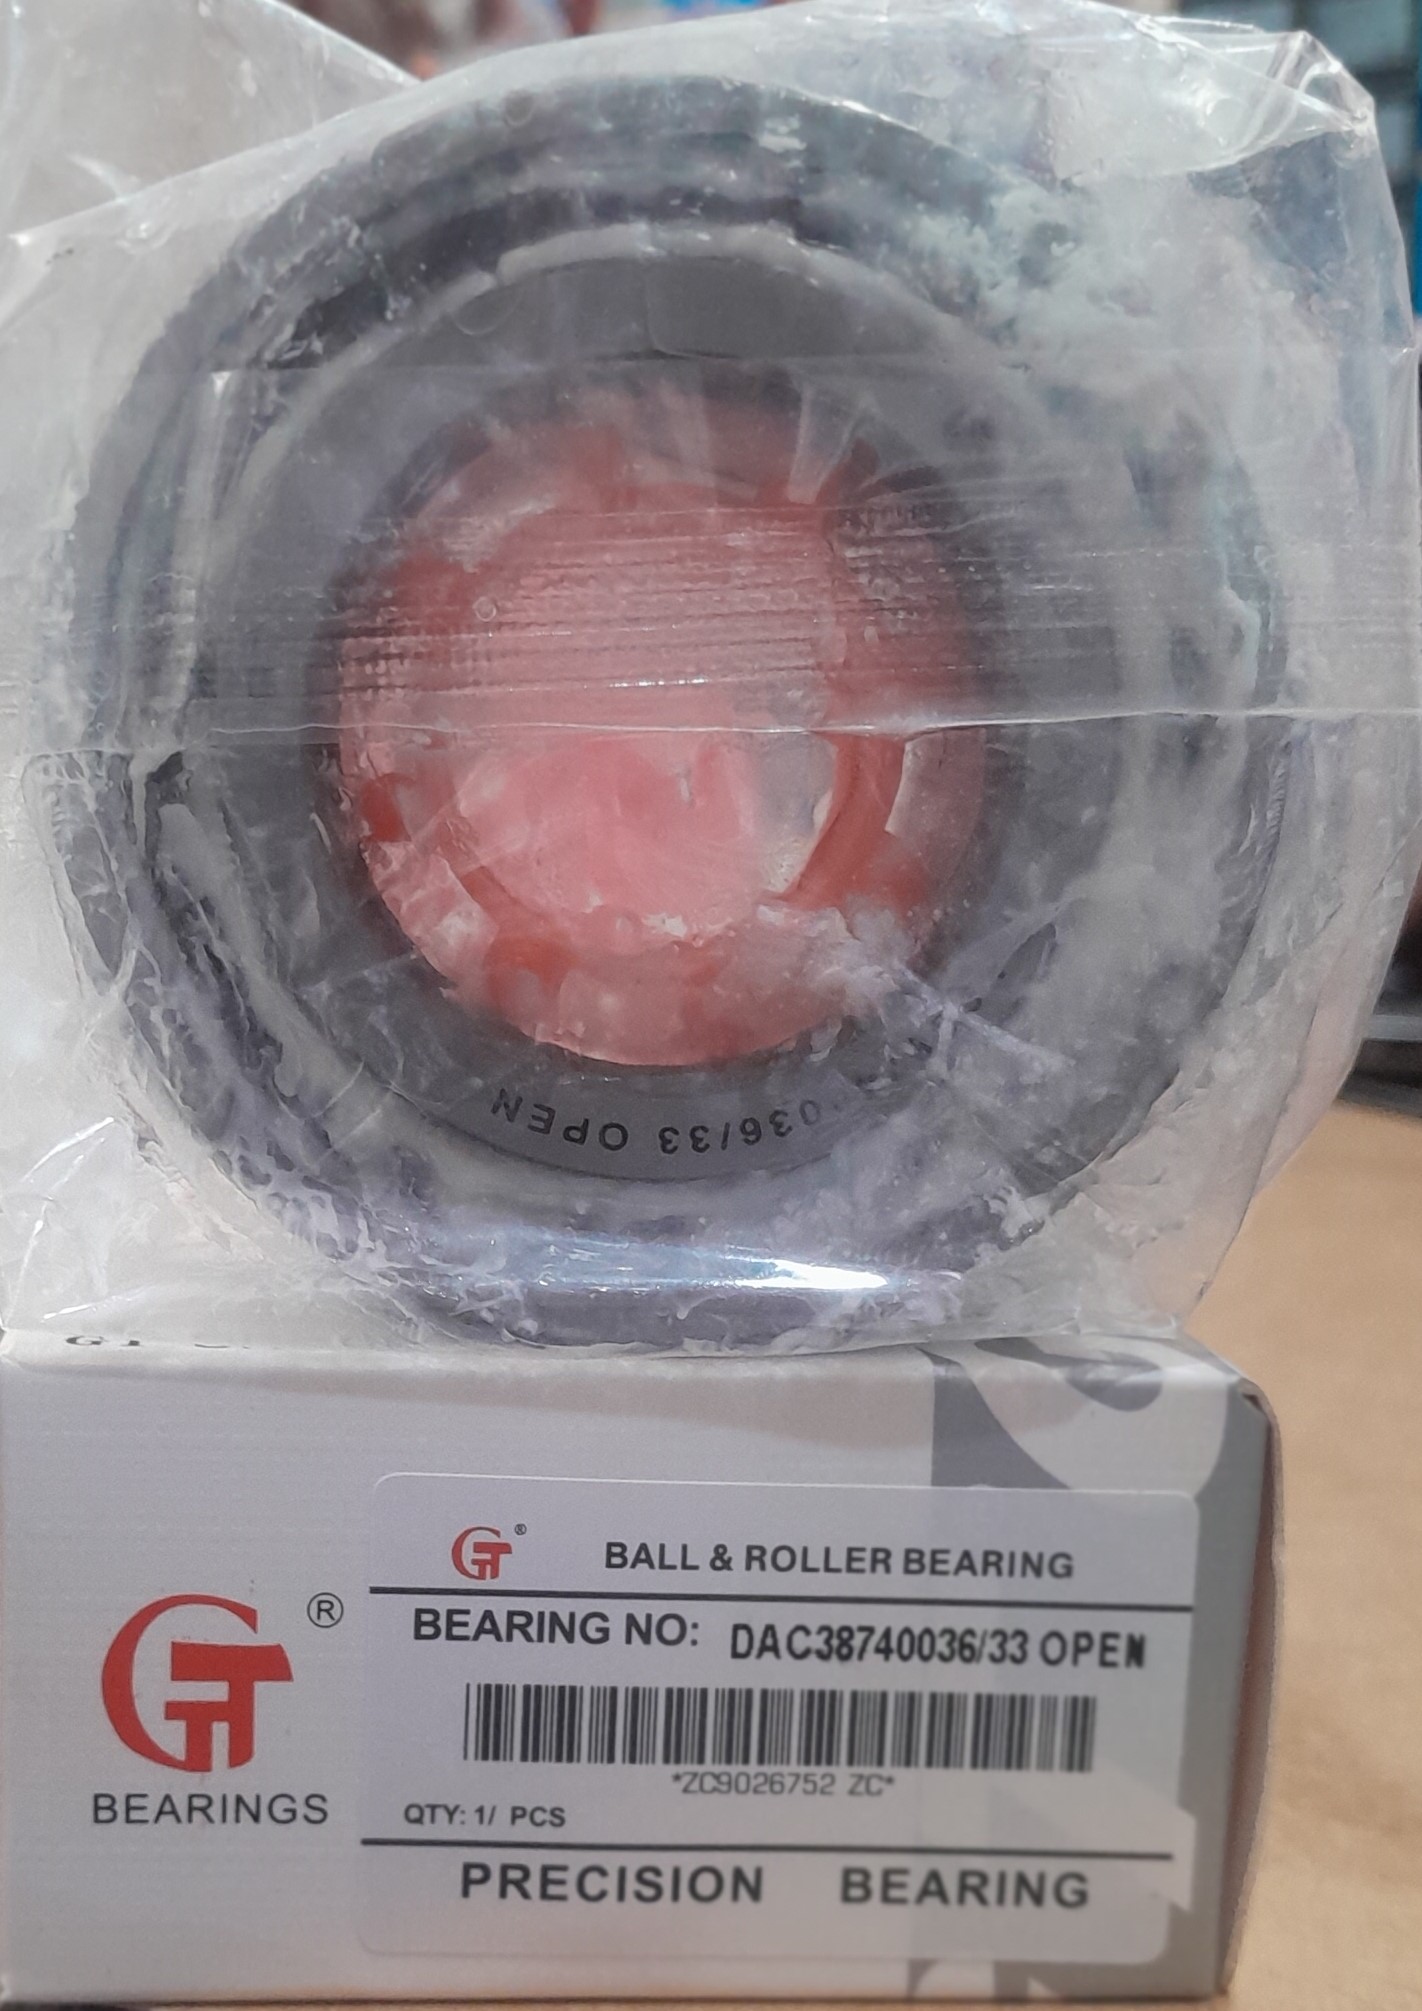 036/33 OPEN
GT ®
BEARINGS
GT ® BALL & ROLLER BEARING
BEARING NO: DAC38740036/33 OPEN
*ZC9026752 ZC*
QTY: 1/ PCS
PRECISION BEARING